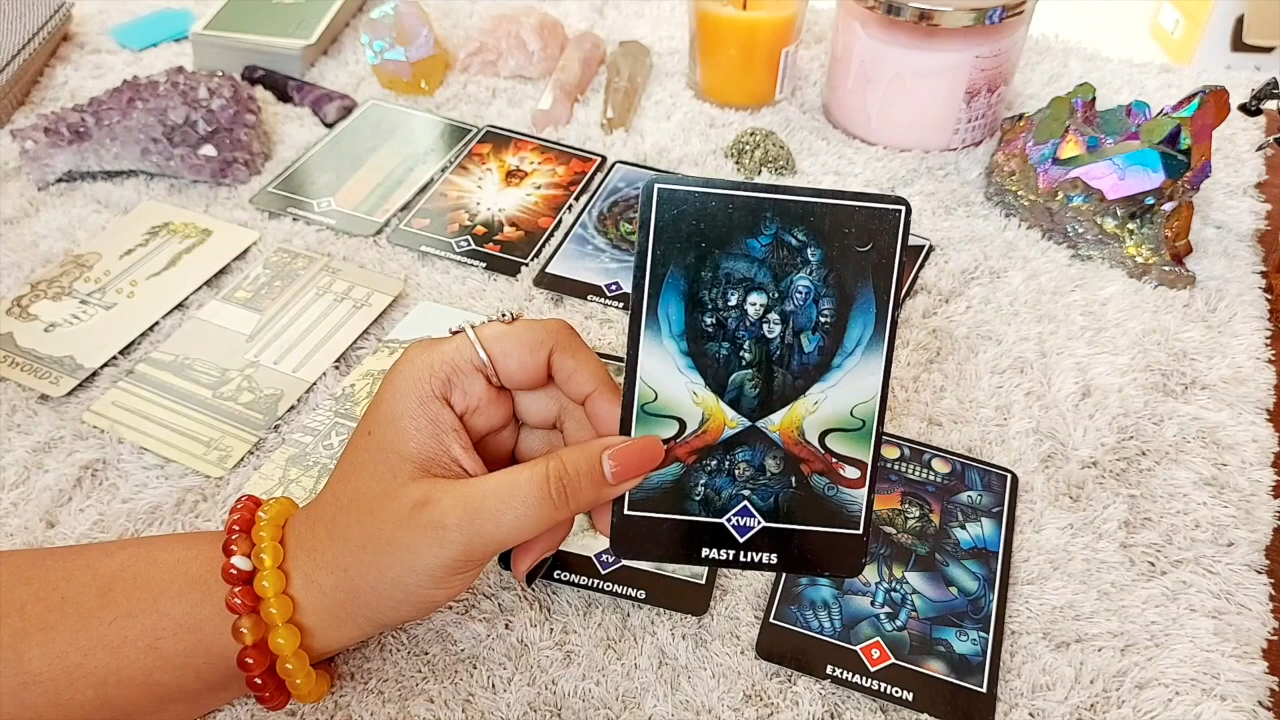 BREAKTHROUGH
CHANGE
SWORDS.
XVIII
PAST LIVES
XV
CONDITIONING
9
EXHAUSTION